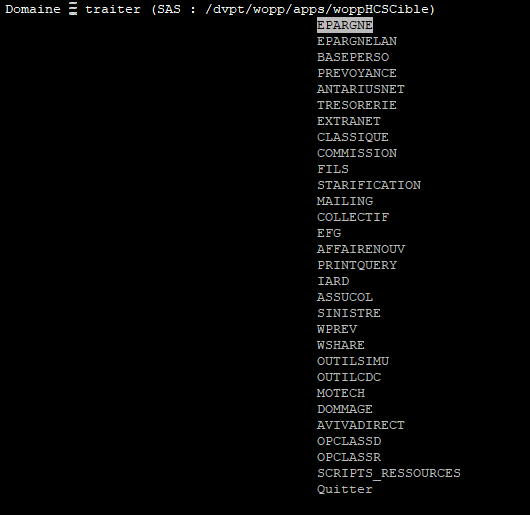 Domaine traiter (SAS : /dvpt/wopp/apps/woppHCSCible)
EPARGNE
EPARGNELAN
BASEPERSO
PREVOYANCE
ANTARIUSNET
TRESORERIE
EXTRANET
CLASSIQUE
COMMISSION
FILS
STARIFICATION
MAILING
COLLECTIF
EFG
AFFAIRENOUV
PRINTQUERY
IARD
ASSUCOL
SINISTRE
WPREV
WSHARE
OUTILSIMU
OUTILCDC
MOTECH
DOMMAGE
AVIVADIRECT
OPCLASSD
OPCLASSR
SCRIPTS_RESSOURCES
Quitter